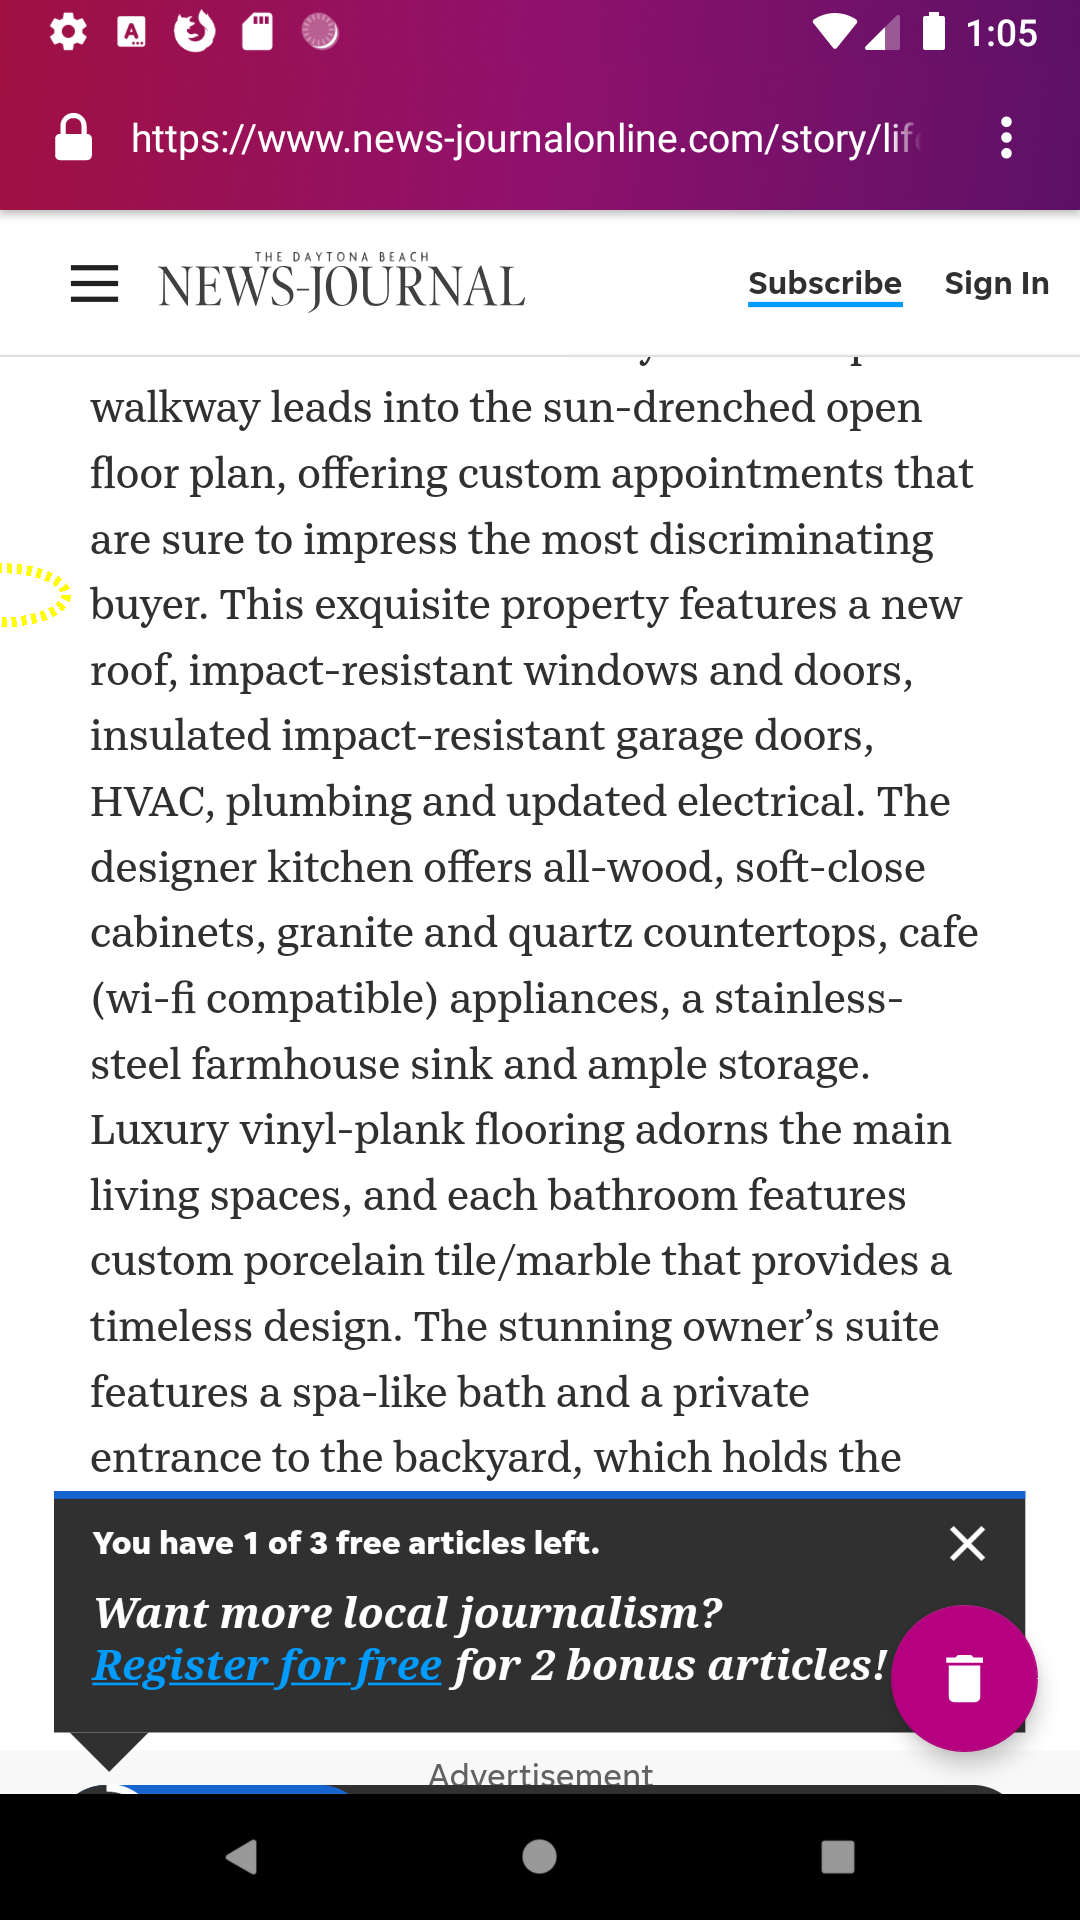 1:05
https://www.news-journalonline.com/story/lif
THE DAYTONA BEACH
NEWS-JOURNAL
Subscribe
Sign In
walkway leads into the sun-drenched open
floor plan, offering custom appointments that
are sure to impress the most discriminating
buyer. This exquisite property features a new
roof, impact-resistant windows and doors,
insulated impact-resistant garage doors,
HVAC, plumbing and updated electrical. The
designer kitchen offers all-wood, soft-close
cabinets, granite and quartz countertops, cafe
(wi-fi compatible) appliances, a stainless-
steel farmhouse sink and ample storage.
Luxury vinyl-plank flooring adorns the main
living spaces, and each bathroom features
custom porcelain tile/marble that provides a
timeless design. The stunning owner’s suite
features a spa-like bath and a private
entrance to the backyard, which holds the
You have 1 of 3 free articles left.
Want more local journalism?
Register for free for 2 bonus articles!
Advertisement